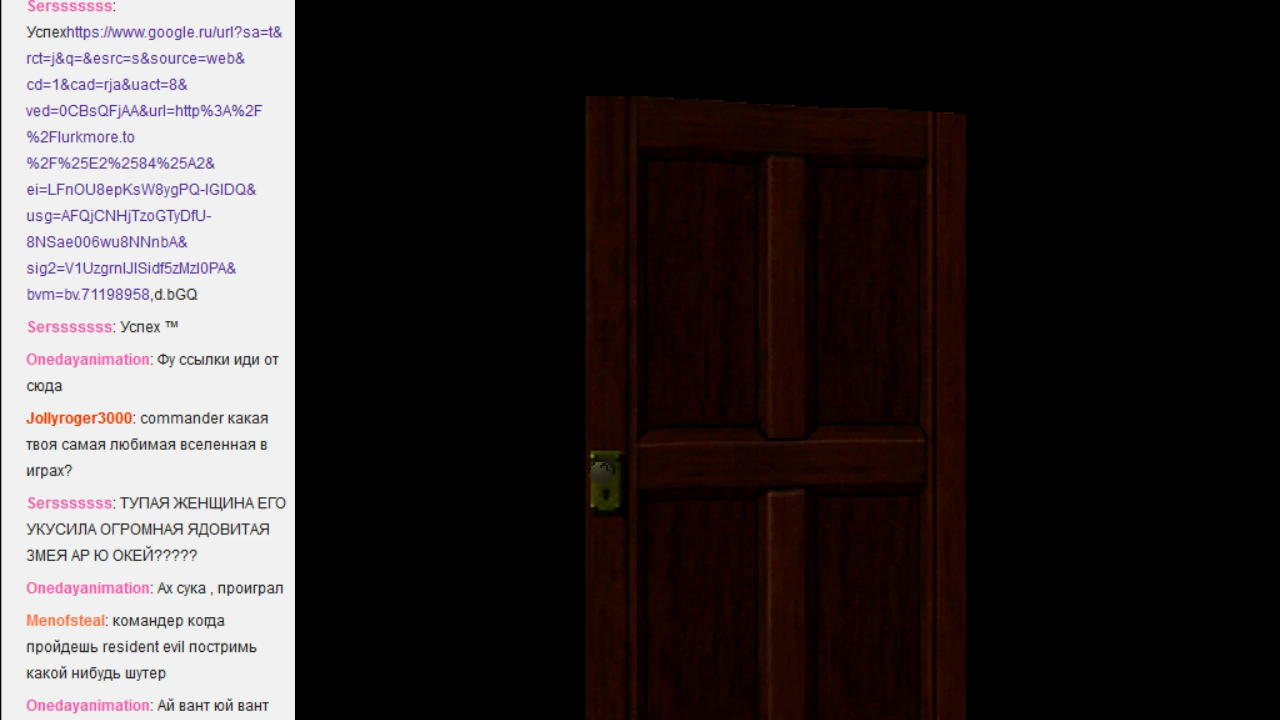 Sersssssss:
Успехhttps://www.google.ru/url?sa=t&
rct=j&q=&esrc=s&source=web&
cd=1&cad=rja&uact=8&
ved=0CBsQFjAA&url=http%3A%2F
%2Flurkmore.to
%2F%25E2%2584%25A2&
ei=LFnOU8epKsW8ygPQ-IGIDQ&
usg=AFQjCNHjTzoGTyDfU-
8NSae006wu8NNnbA&
sig2=V1UzgrnIJISidf5zMzI0PA&
bvm=bv.71198958,d.bGQ
Sersssssss: Успех ™
Onedayanimation: Фу ссылки иди от
сюда
Jollyroger3000: commander какая
твоя самая любимая вселенная в
играх?
Sersssssss: ТУПАЯ ЖЕНЩИНА ЕГО
УКУСИЛА ОГРОМНАЯ ЯДОВИТАЯ
ЗМЕЯ АР Ю ОКЕЙ?????
Onedayanimation: Ах сука , проиграл
Menofsteal: командер когда
пройдешь resident evil постримь
какой нибудь шутер
Onedayanimation: Ай вант юй вант